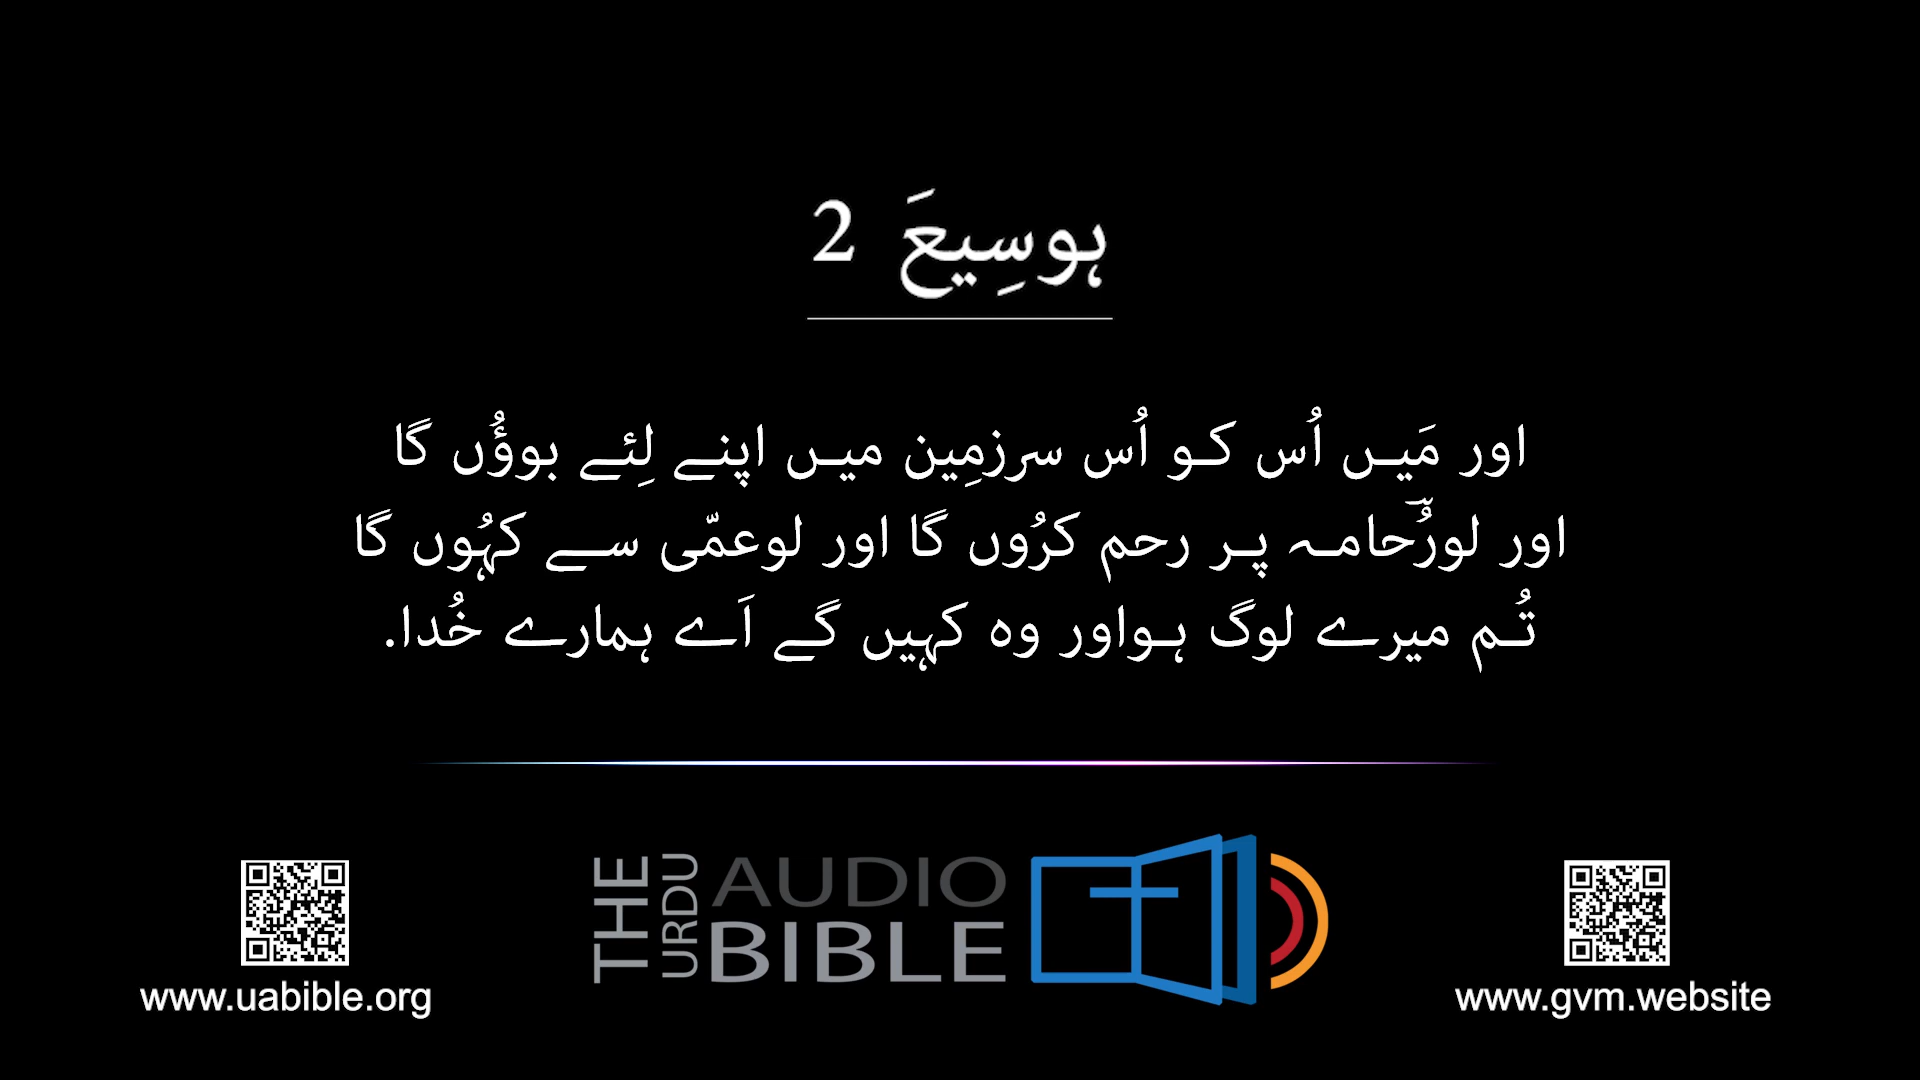 ہوسِیعَ 2
اور مَیں اُس کو اُس سرزمِین میں اپنے لِئے بوؤُں گا
اور لورُؔحامہ پر رحم کرُوں گا اور لوعمّی سے کہُوں گا
تُم میرے لوگ ہواور وہ کہیں گے اَے ہمارے خُدا.
THE URDU AUDIO BIBLE
www.uabible.org
www.gvm.website